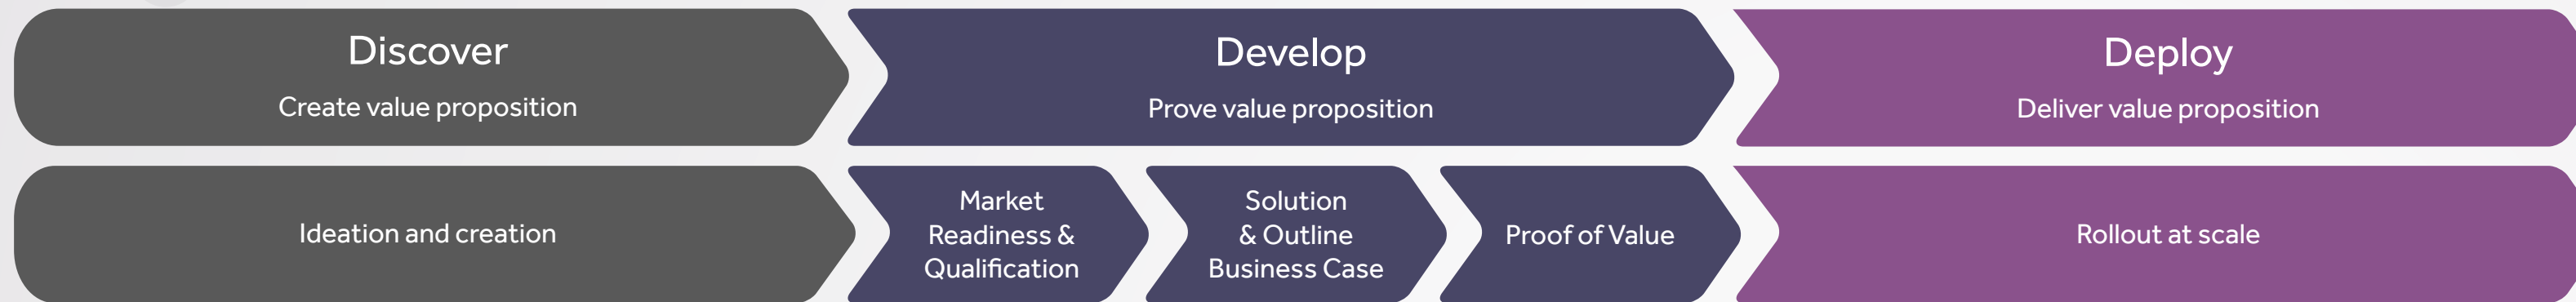 Discover
Create value proposition
Develop
Prove value proposition
Deploy
Deliver value proposition
Ideation and creation
Market
Readiness &
Qualification
Solution
& Outline
Business Case
Proof of Value
Rollout at scale